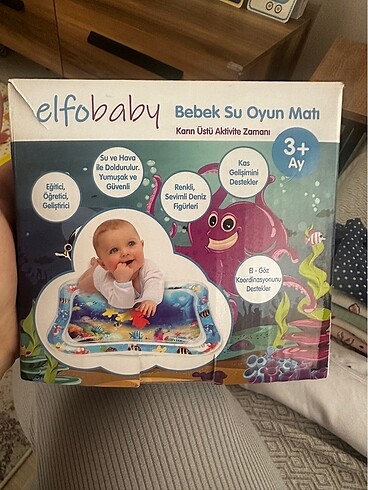 elfobaby
Bebek Su Oyun Matı
Karın Üstü Aktivite Zamanı
3+
Ay
Su ve Hava
ile Doldurulur.
Yumuşak ve
Güvenli
Kas
Gelişimini
Destekler
Eğitici,
Öğretici,
Geliştirici
Renkli,
Sevimli Deniz
Figürleri
El - Göz
Koordinasyonunu
Destekler